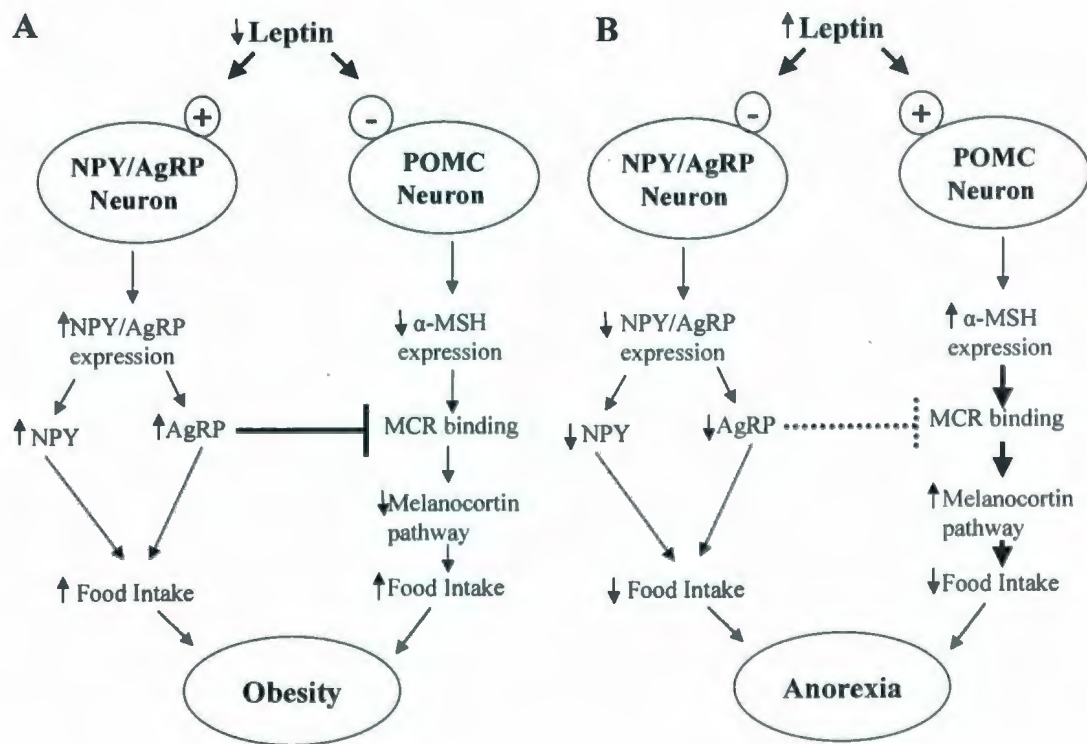 A
↓Leptin
+
-
NPY/AgRP
Neuron
POMC
Neuron
↑NPY/AgRP
expression
↓ α-MSH
expression
↑NPY
↑AgRP
MCR binding
↓Melanocortin
pathway
↑ Food Intake
↑Food Intake
Obesity
B
↑Leptin
-
+
NPY/AgRP
Neuron
POMC
Neuron
↓ NPY/AgRP
expression
↑ α-MSH
expression
↓ NPY
↓AgRP
MCR binding
↑ Melanocortin
pathway
↓ Food Intake
↓Food Intake
Anorexia